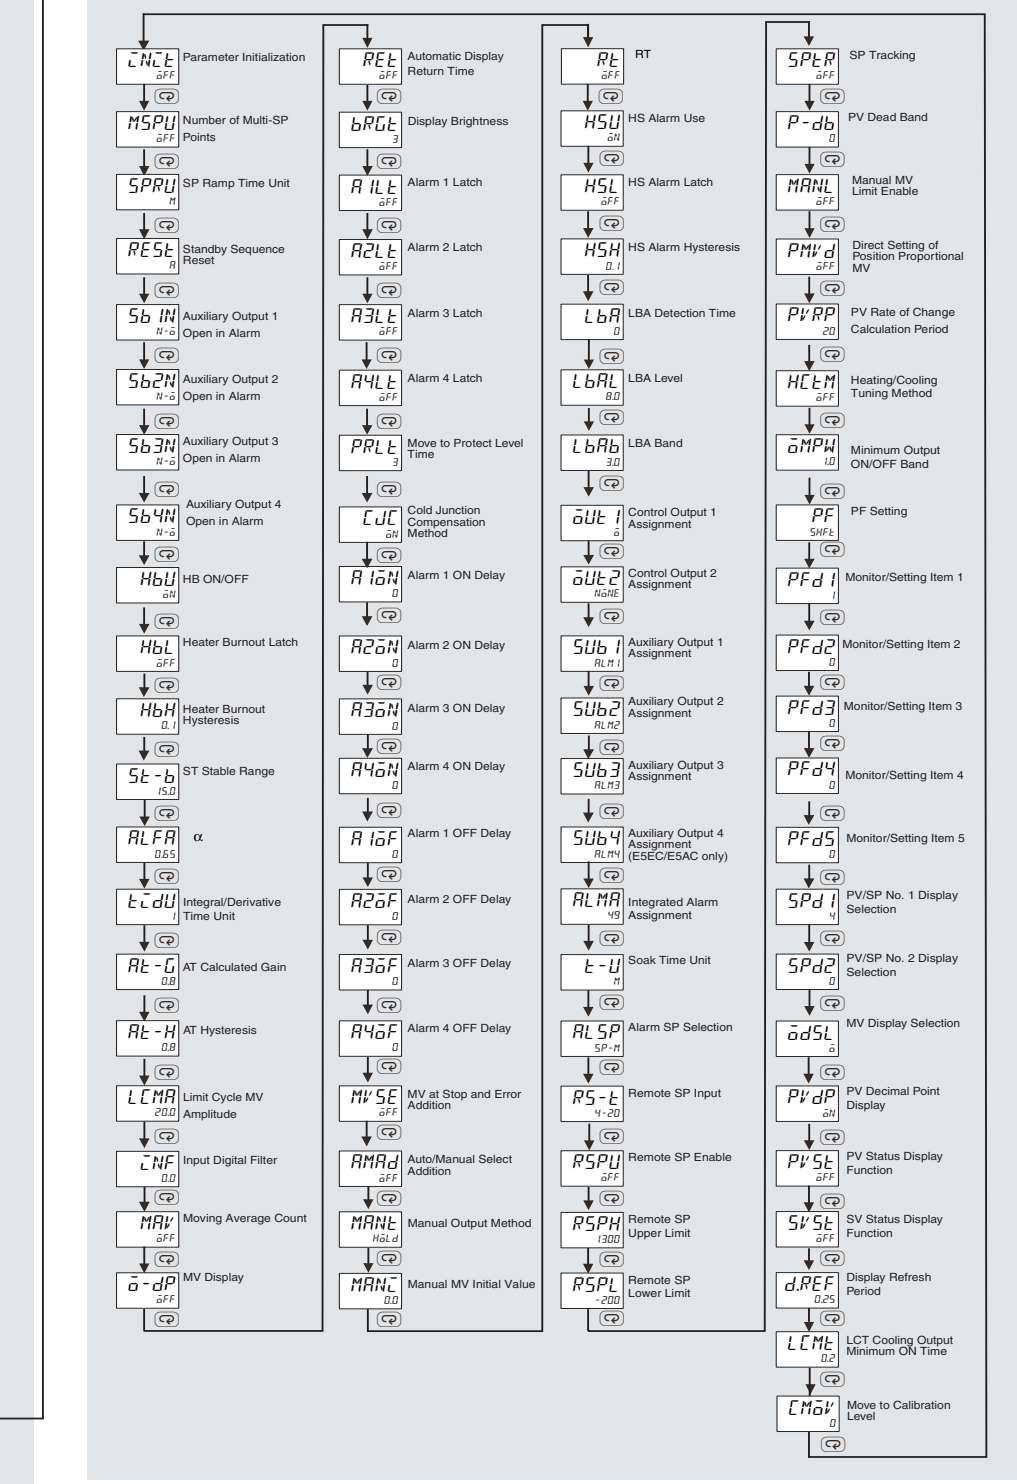 INIT
OFF
Parameter Initialization
MSPU
OFF
Number of Multi-SP
Points
SPRU
M
SP Ramp Time Unit
REST
A
Standby Sequence
Reset
SB1N
N-O
Auxiliary Output 1
Open in Alarm
SB2N
N-O
Auxiliary Output 2
Open in Alarm
SB3N
N-O
Auxiliary Output 3
Open in Alarm
SB4N
N-O
Auxiliary Output 4
Open in Alarm
HBU
ON
HB ON/OFF
HBL
OFF
Heater Burnout Latch
HBH
0.1
Heater Burnout
Hysteresis
ST-B
15.0
ST Stable Range
ALFA
0.65
α
TIDU
1
Integral/Derivative
Time Unit
AT-G
0.8
AT Calculated Gain
AT-H
0.8
AT Hysteresis
LCMA
20.0
Limit Cycle MV
Amplitude
INF
0.0
Input Digital Filter
MAV
OFF
Moving Average Count
O-DP
OFF
MV Display
RET
OFF
Automatic Display
Return Time
BRGT
3
Display Brightness
A1LT
OFF
Alarm 1 Latch
A2LT
OFF
Alarm 2 Latch
A3LT
OFF
Alarm 3 Latch
A4LT
OFF
Alarm 4 Latch
PRLT
3
Move to Protect Level
Time
CJC
ON
Cold Junction
Compensation
Method
A1ON
0
Alarm 1 ON Delay
A2ON
0
Alarm 2 ON Delay
A3ON
0
Alarm 3 ON Delay
A4ON
0
Alarm 4 ON Delay
A1OF
0
Alarm 1 OFF Delay
A2OF
0
Alarm 2 OFF Delay
A3OF
0
Alarm 3 OFF Delay
A4OF
0
Alarm 4 OFF Delay
MVSE
OFF
MV at Stop and Error
Addition
AMAD
OFF
Auto/Manual Select
Addition
MANT
HOLD
Manual Output Method
MANI
0.0
Manual MV Initial Value
RT
OFF
RT
HSU
ON
HS Alarm Use
HSL
OFF
HS Alarm Latch
HSH
0.1
HS Alarm Hysteresis
LBA
0
LBA Detection Time
LBAL
8.0
LBA Level
LBAB
3.0
LBA Band
OUT1
O
Control Output 1
Assignment
OUT2
NONE
Control Output 2
Assignment
SUB1
ALM1
Auxiliary Output 1
Assignment
SUB2
ALM2
Auxiliary Output 2
Assignment
SUB3
ALM3
Auxiliary Output 3
Assignment
SUB4
ALM4
Auxiliary Output 4
Assignment
(E5EC/E5AC only)
ALMA
49
Integrated Alarm
Assignment
T-U
M
Soak Time Unit
ALSP
SP-M
Alarm SP Selection
RS-T
4-20
Remote SP Input
RSPU
OFF
Remote SP Enable
RSPH
1300
Remote SP
Upper Limit
RSPL
-200
Remote SP
Lower Limit
SPTR
OFF
SP Tracking
P-DB
0
PV Dead Band
MANL
OFF
Manual MV
Limit Enable
PMVD
OFF
Direct Setting of
Position Proportional
MV
PVRP
20
PV Rate of Change
Calculation Period
HCTM
OFF
Heating/Cooling
Tuning Method
OMPW
1.0
Minimum Output
ON/OFF Band
PF
SHFT
PF Setting
PFD1
1
Monitor/Setting Item 1
PFD2
0
Monitor/Setting Item 2
PFD3
0
Monitor/Setting Item 3
PFD4
0
Monitor/Setting Item 4
PFD5
0
Monitor/Setting Item 5
SPD1
4
PV/SP No. 1 Display
Selection
SPD2
0
PV/SP No. 2 Display
Selection
ODSL
O
MV Display Selection
PVDP
ON
PV Decimal Point
Display
PVST
OFF
PV Status Display
Function
SVST
OFF
SV Status Display
Function
D.REF
0.25
Display Refresh
Period
LCMT
0.2
LCT Cooling Output
Minimum ON Time
CMOV
0
Move to Calibration
Level